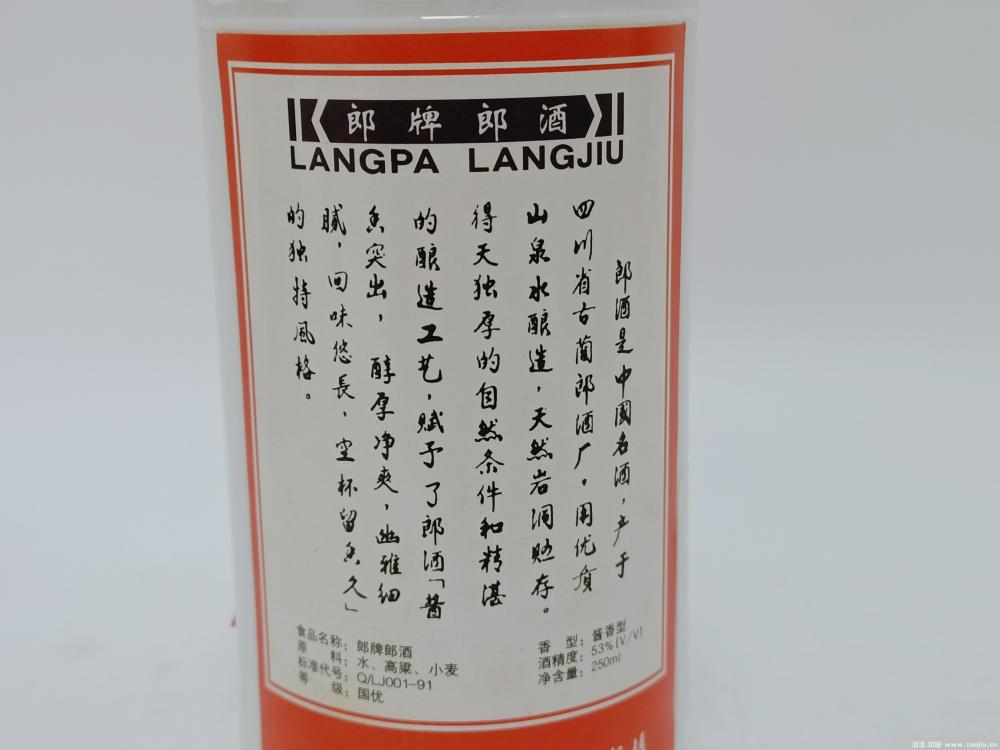 郎牌郎酒
LANGPA LANGJIU
郎酒是中國名酒，产于
四川省古蔺郎酒厂。用优质
山泉水酿造，天然岩洞贮存。
得天独厚的自然条件和精湛
的酿造工艺，赋予了郎酒「酱
香突出，醇厚净爽，幽雅细
腻，回味悠長，空杯留香久」
的独特風格。
食品名称：郎牌郎酒
原料：水、高粱、小麦
标准代号：Q/LJ001-91
等级：国优
香型：酱香型
酒精度：53%(V/V)
净含量：250ml
www.taojiu.cc